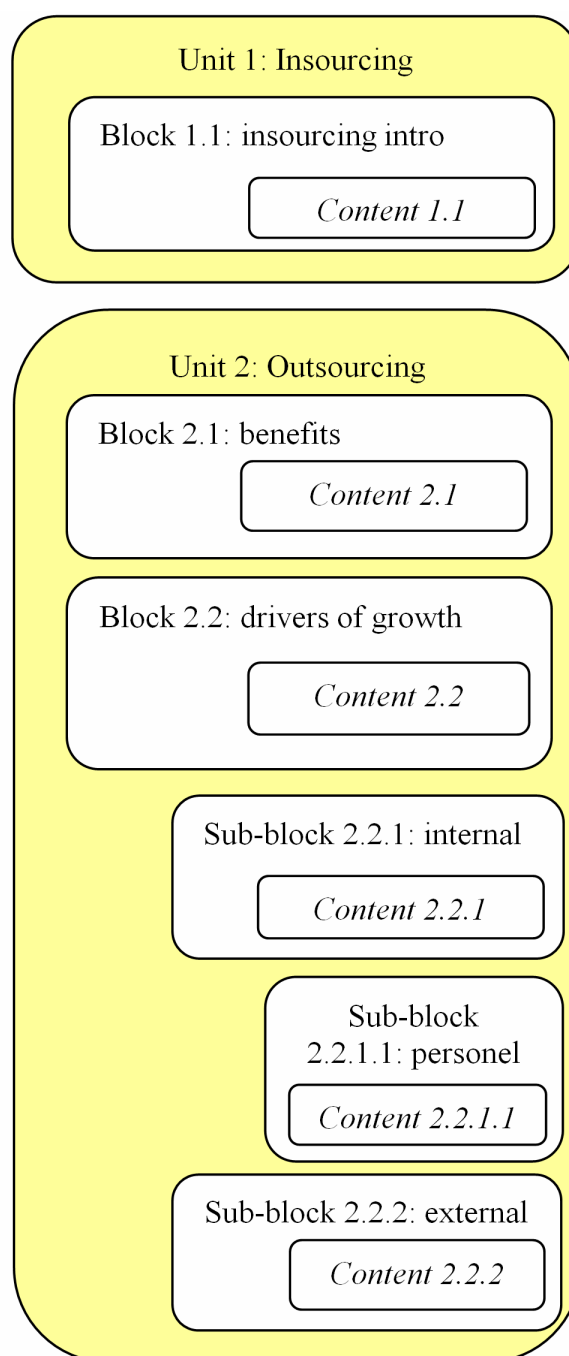 Unit 1: Insourcing
Block 1.1: insourcing intro
Content 1.1
Unit 2: Outsourcing
Block 2.1: benefits
Content 2.1
Block 2.2: drivers of growth
Content 2.2
Sub-block 2.2.1: internal
Content 2.2.1
Sub-block
2.2.1.1: personel
Content 2.2.1.1
Sub-block 2.2.2: external
Content 2.2.2